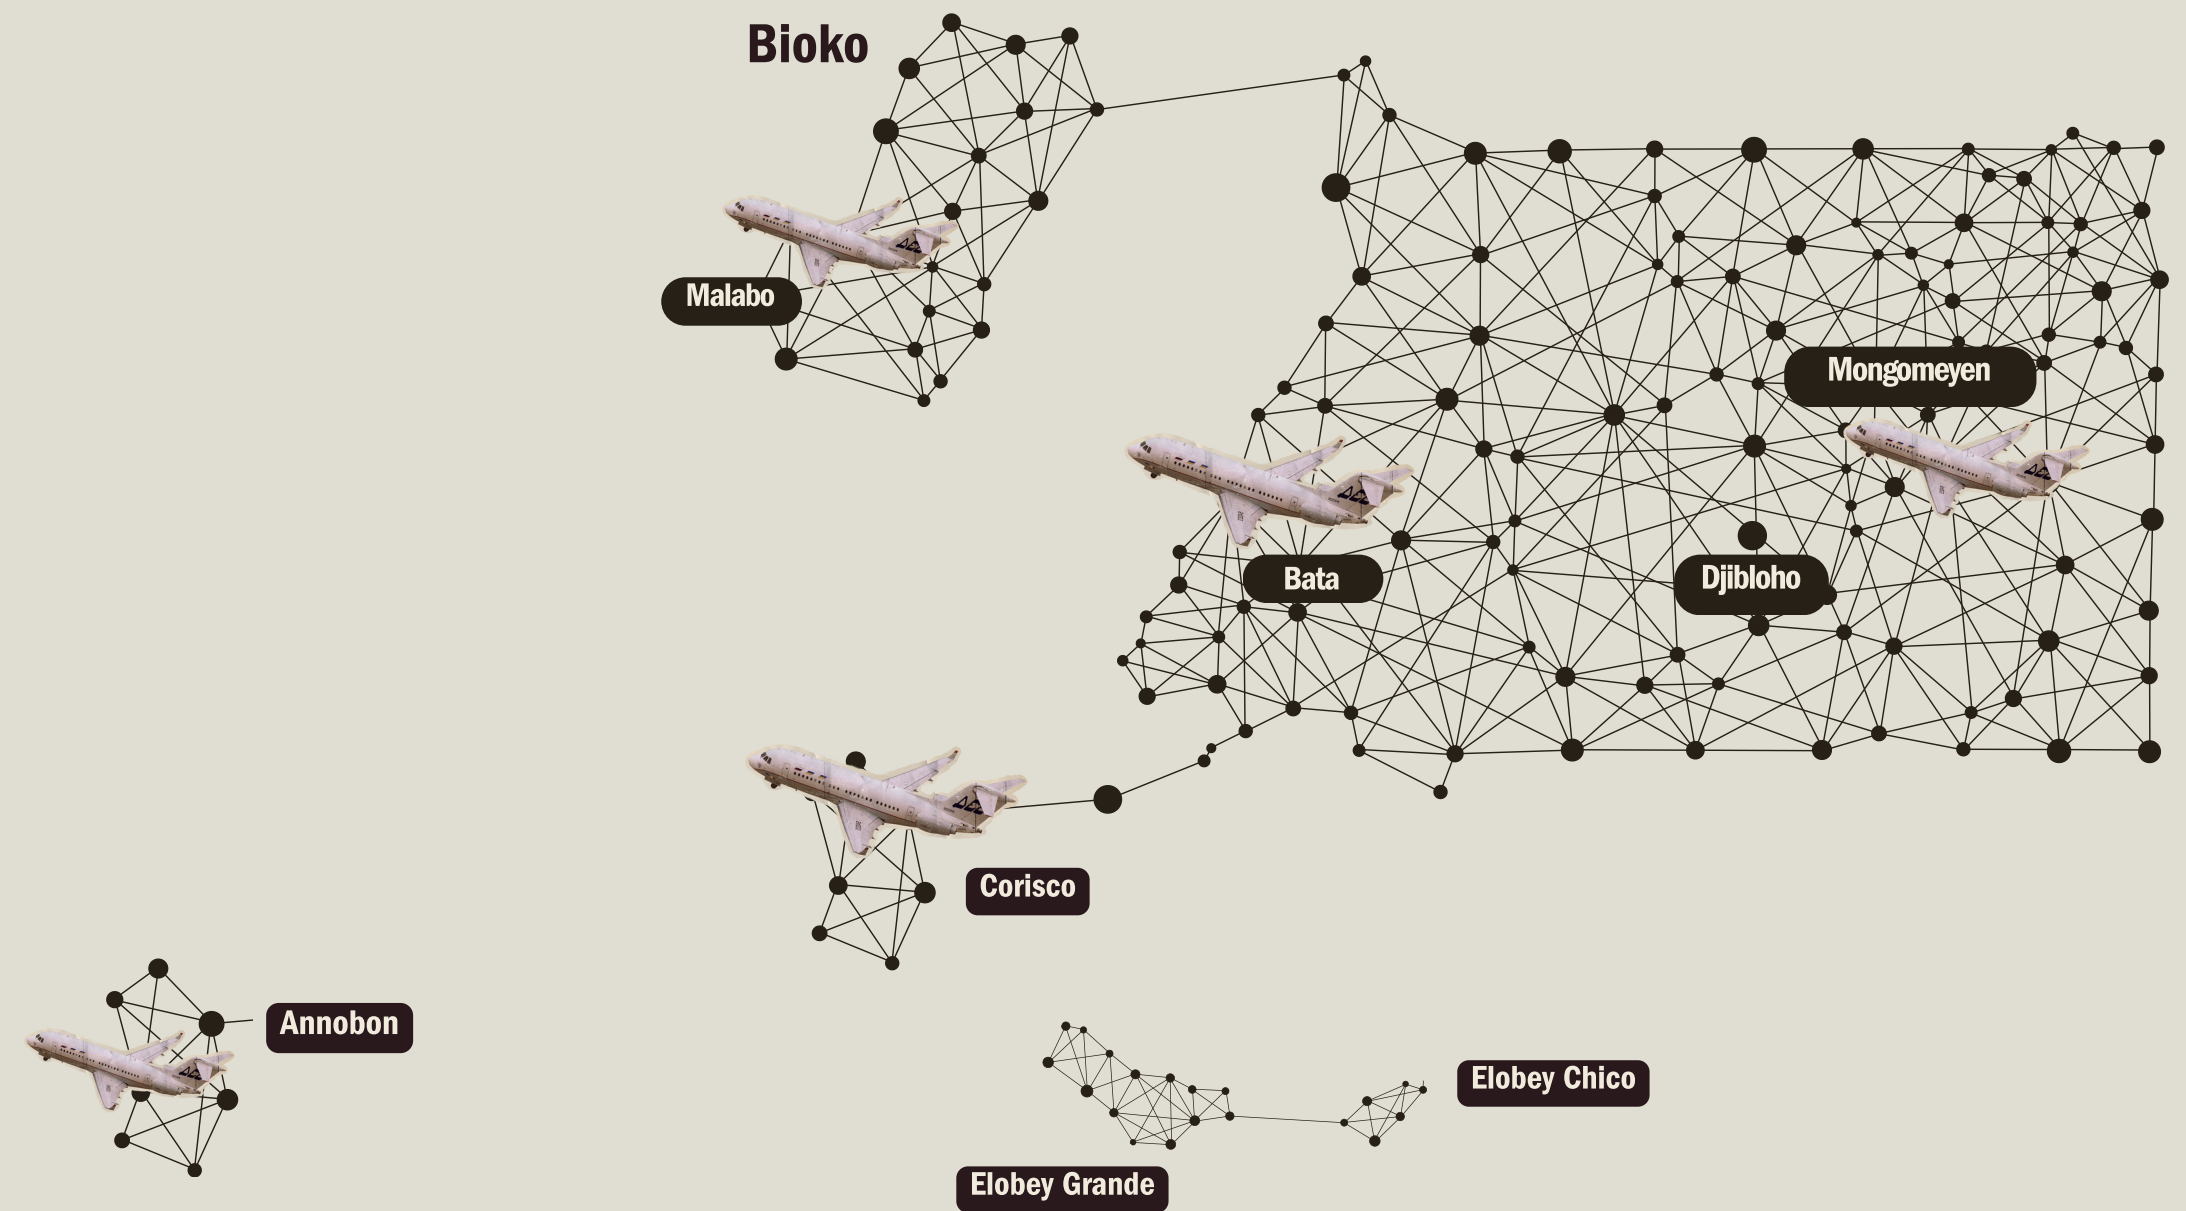 Bioko
Malabo
Mongomeyen
Bata
Djibloho
Corisco
Annobon
Elobey Chico
Elobey Grande